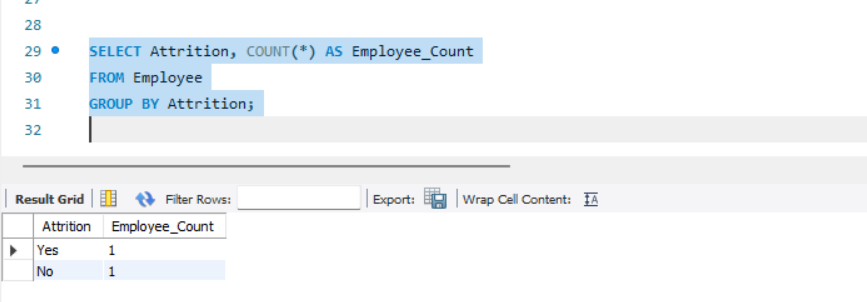 27
28
29 SELECT Attrition, COUNT(*) AS Employee_Count
30 FROM Employee
31 GROUP BY Attrition;
32
Result Grid Filter Rows: Export: Wrap Cell Content: IA
Attrition Employee_Count
Yes 1
No 1